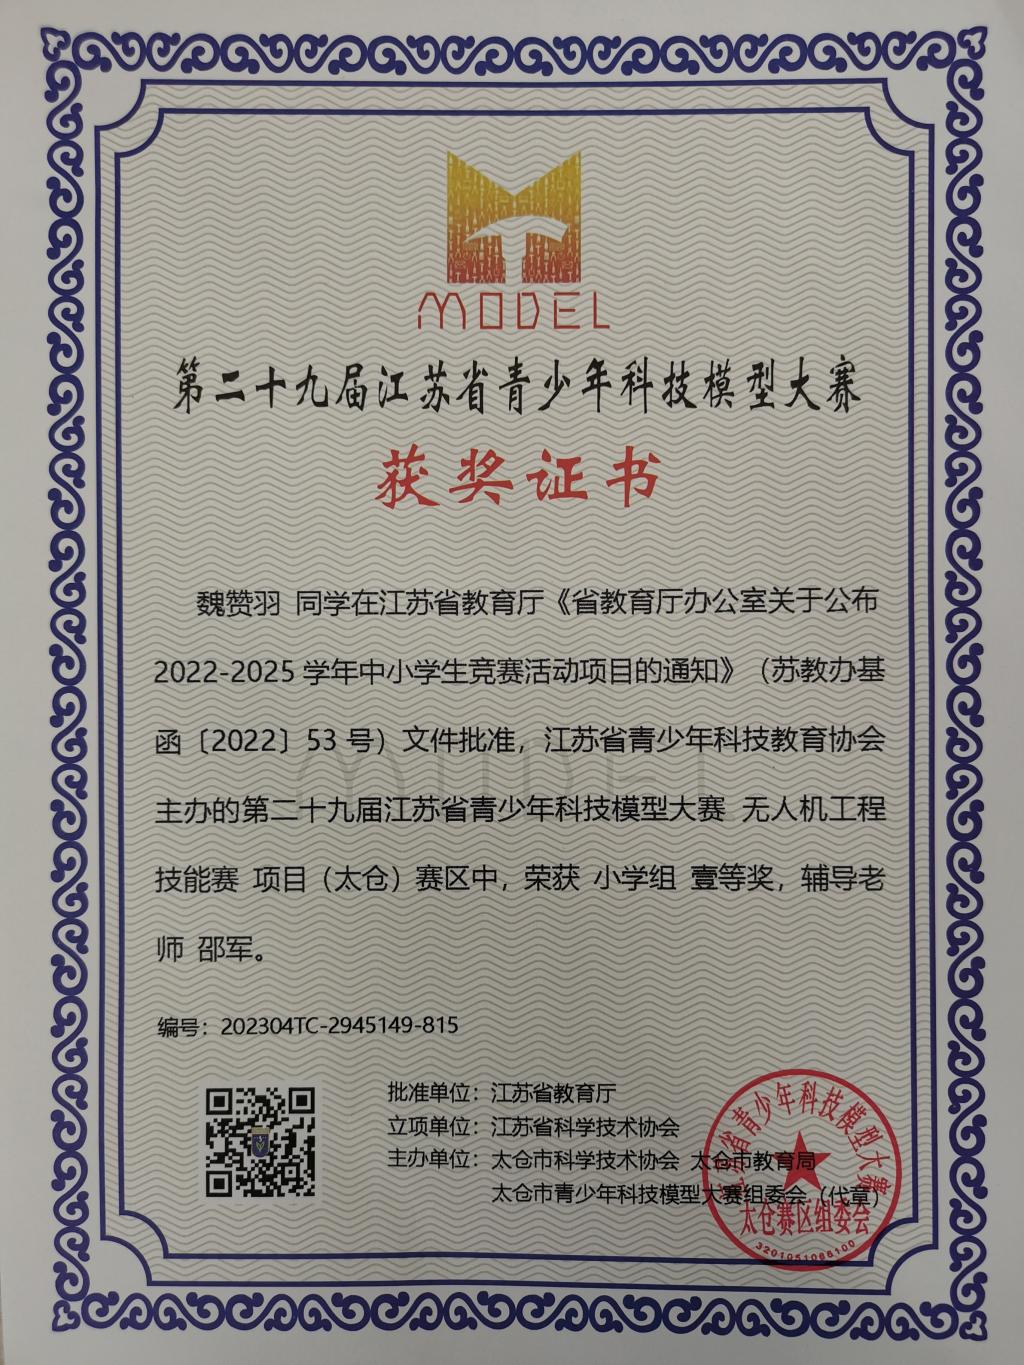 MODEL
第二十九届江苏省青少年科技模型大赛
获奖证书
魏赞羽 同学在江苏省教育厅《省教育厅办公室关于公布
2022-2025 学年中小学生竞赛活动项目的通知》（苏教办基
函〔2022〕53 号）文件批准，江苏省青少年科技教育协会
主办的第二十九届江苏省青少年科技模型大赛 无人机工程
技能赛 项目（太仓）赛区中，荣获 小学组 壹等奖，辅导老
师 邵军。
编号：202304TC-2945149-815
批准单位：江苏省教育厅
立项单位：江苏省科学技术协会
主办单位：太仓市科学技术协会 太仓市教育局
太仓市青少年科技模型大赛组委会（代章）
江苏省青少年科技模型大赛
太仓赛区组委会
3201051068100